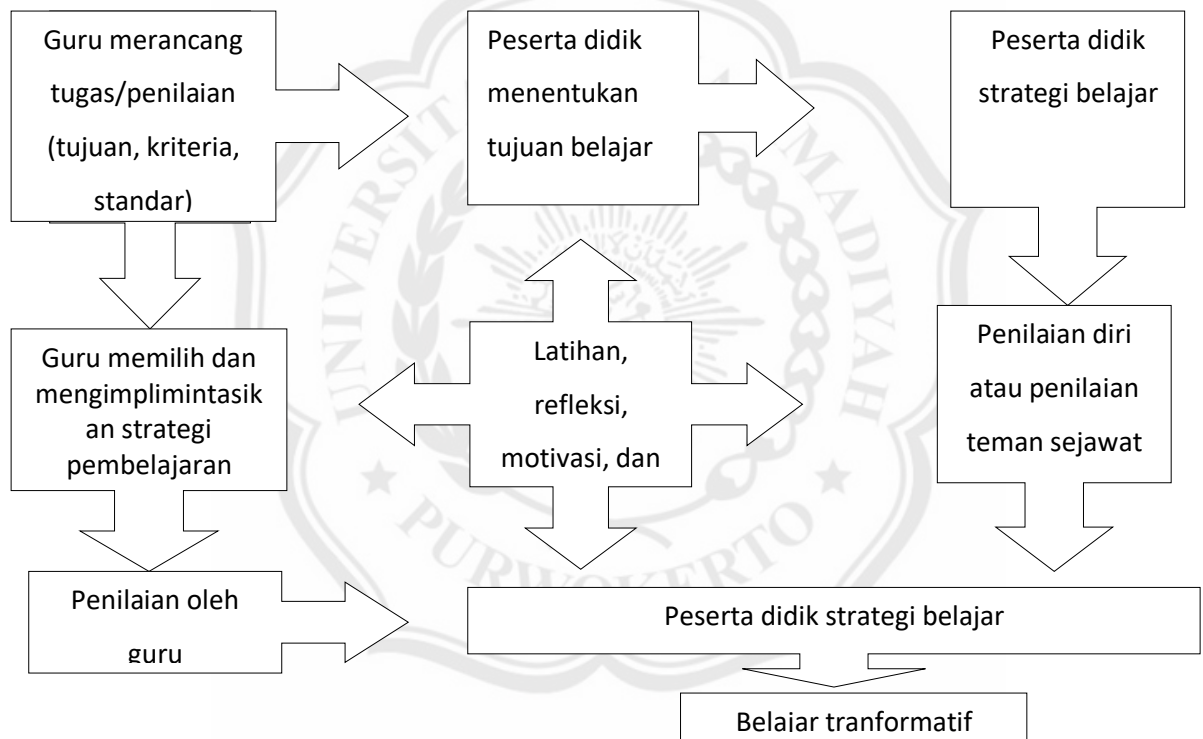 Guru merancang
tugas/penilaian
(tujuan, kriteria,
standar)
Peserta didik
menentukan
tujuan belajar
Peserta didik
strategi belajar
Guru memilih dan
mengimplimintasik
an strategi
pembelajaran
Latihan,
refleksi,
motivasi, dan
Penilaian diri
atau penilaian
teman sejawat
Penilaian oleh
guru
Peserta didik strategi belajar
Belajar tranformatif
PURWOKERTO